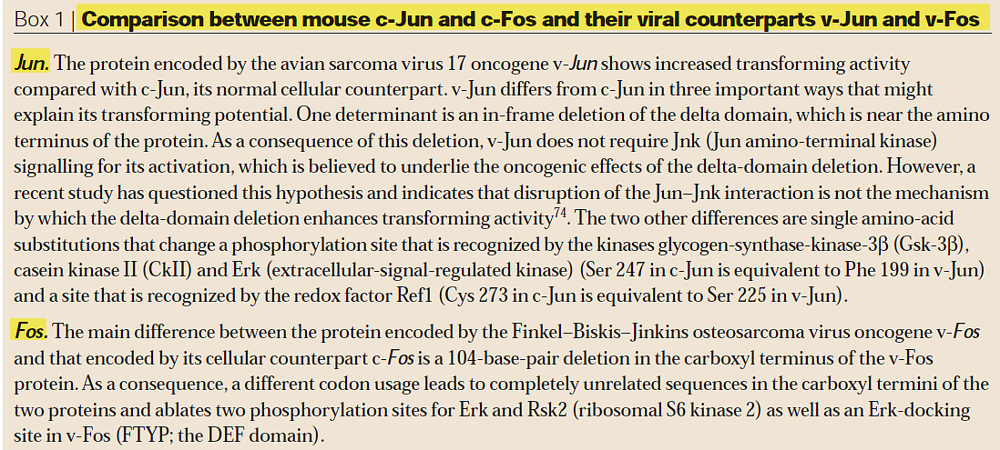 Box 1 | Comparison between mouse c-Jun and c-Fos and their viral counterparts v-Jun and v-Fos
Jun. The protein encoded by the avian sarcoma virus 17 oncogene v-Jun shows increased transforming activity
compared with c-Jun, its normal cellular counterpart. v-Jun differs from c-Jun in three important ways that might
explain its transforming potential. One determinant is an in-frame deletion of the delta domain, which is near the amino
terminus of the protein. As a consequence of this deletion, v-Jun does not require Jnk (Jun amino-terminal kinase)
signalling for its activation, which is believed to underlie the oncogenic effects of the delta-domain deletion. However, a
recent study has questioned this hypothesis and indicates that disruption of the Jun–Jnk interaction is not the mechanism
by which the delta-domain deletion enhances transforming activity74. The two other differences are single amino-acid
substitutions that change a phosphorylation site that is recognized by the kinases glycogen-synthase-kinase-3β (Gsk-3β),
casein kinase II (CkII) and Erk (extracellular-signal-regulated kinase) (Ser 247 in c-Jun is equivalent to Phe 199 in v-Jun)
and a site that is recognized by the redox factor Ref1 (Cys 273 in c-Jun is equivalent to Ser 225 in v-Jun).
Fos. The main difference between the protein encoded by the Finkel–Biskis–Jinkins osteosarcoma virus oncogene v-Fos
and that encoded by its cellular counterpart c-Fos is a 104-base-pair deletion in the carboxyl terminus of the v-Fos
protein. As a consequence, a different codon usage leads to completely unrelated sequences in the carboxyl termini of the
two proteins and ablates two phosphorylation sites for Erk and Rsk2 (ribosomal S6 kinase 2) as well as an Erk-docking
site in v-Fos (FTYP; the DEF domain).